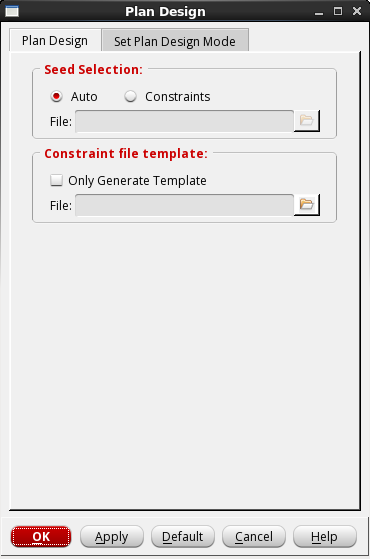 Plan Design
Plan Design Set Plan Design Mode
Seed Selection:
Auto Constraints
File:
Constraint file template:
Only Generate Template
File:
OK Apply Default Cancel Help